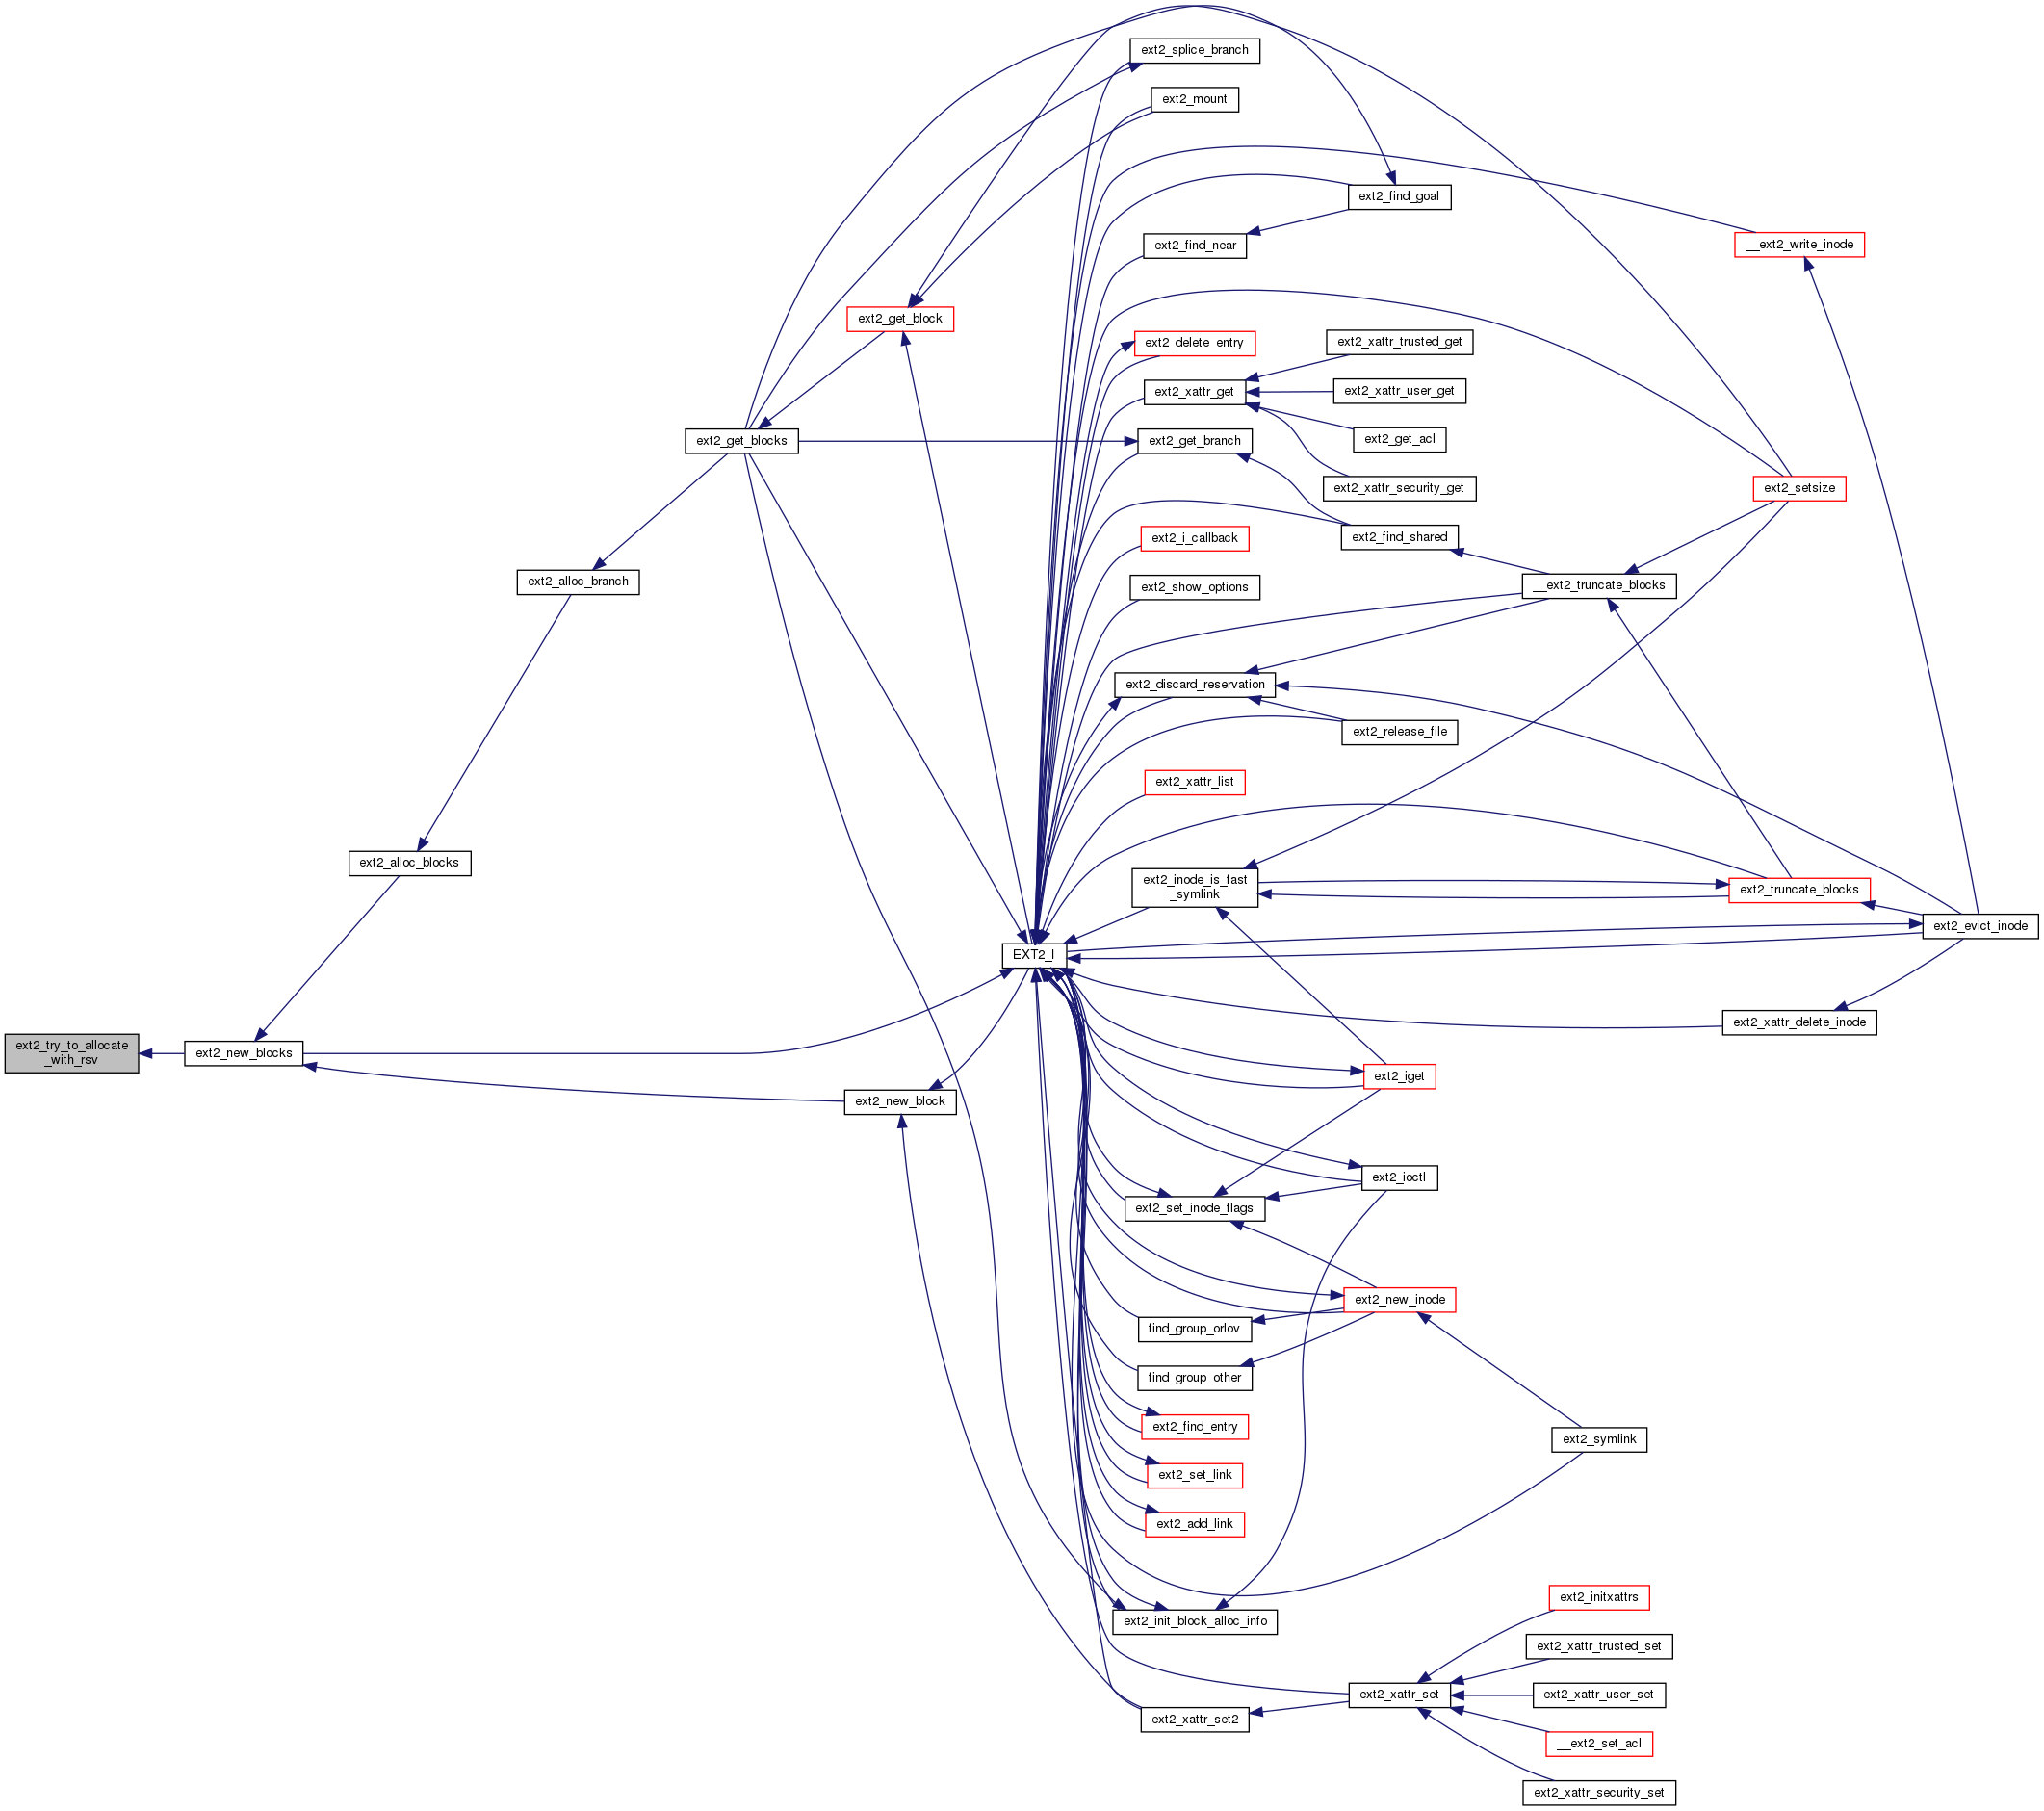 ext2_splice_branch
ext2_mount
ext2_find_goal
ext2_find_near
__ext2_write_inode
ext2_get_block
ext2_delete_entry
ext2_xattr_trusted_get
ext2_xattr_get
ext2_xattr_user_get
ext2_get_blocks
ext2_get_branch
ext2_get_acl
ext2_xattr_security_get
ext2_setsize
ext2_i_callback
ext2_find_shared
ext2_alloc_branch
ext2_show_options
__ext2_truncate_blocks
ext2_discard_reservation
ext2_release_file
ext2_xattr_list
ext2_alloc_blocks
ext2_inode_is_fast
_symlink
ext2_truncate_blocks
ext2_evict_inode
EXT2_I
ext2_xattr_delete_inode
ext2_try_to_allocate
_with_rsv
ext2_new_blocks
ext2_iget
ext2_new_block
ext2_ioctl
ext2_set_inode_flags
ext2_new_inode
find_group_orlov
find_group_other
ext2_find_entry
ext2_symlink
ext2_set_link
ext2_add_link
ext2_initxattrs
ext2_init_block_alloc_info
ext2_xattr_trusted_set
ext2_xattr_set
ext2_xattr_user_set
ext2_xattr_set2
__ext2_set_acl
ext2_xattr_security_set